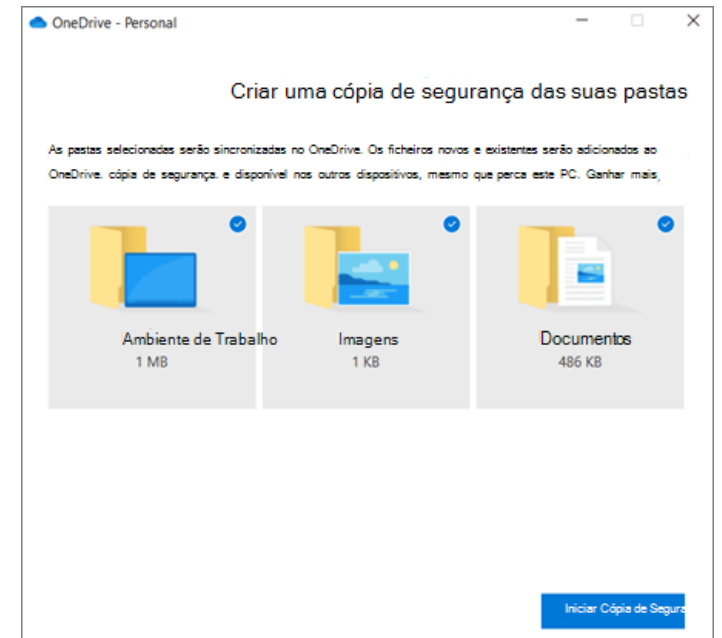 OneDrive - Personal
Criar uma cópia de segurança das suas pastas
As pastas selecionadas serão sincronizadas no OneDrive. Os ficheiros novos e existentes serão adicionados ao
OneDrive. cópia de segurança. e disponível nos outros dispositivos, mesmo que perca este PC. Ganhar mais,
Ambiente de Trabalho
1 MB
Imagens
1 KB
Documentos
486 KB
Iniciar Cópia de Segura